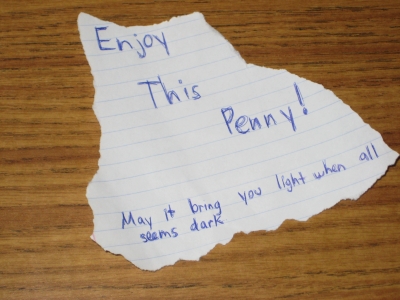 Enjoy
This
Penny!
May it bring you light when all
seems dark